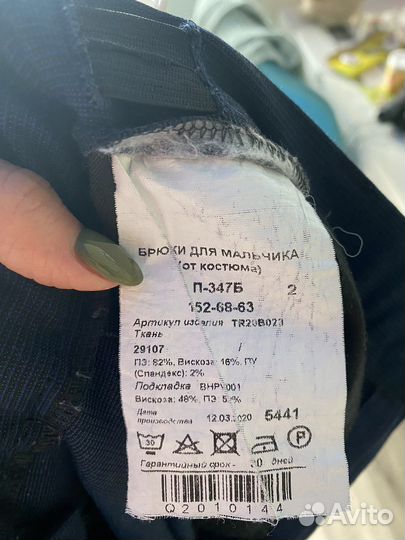 БРЮКИ ДЛЯ МАЛЬЧИКА
(от костюма)
П-347Б 2
152-68-63
Артикул изделия TR20B023
Ткань
29107 /
ПЭ: 82%, Вискоза: 16%, ПУ
(Спандекс): 2%
Подкладка
Вискоза: 48%, ПЭ:
Дата
производства 12.03.2020 5441
30 P
Гарантийный срок - дней
Q2010144
Avito